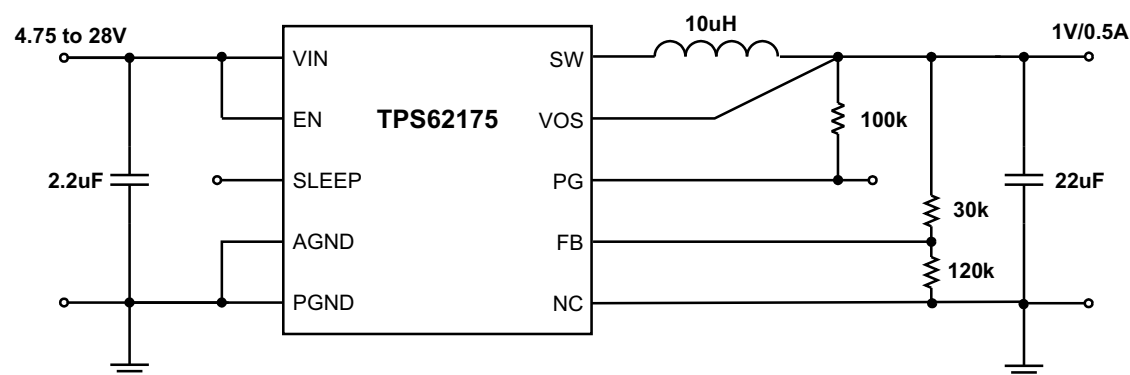 10uH
4.75 to 28V
1V/0.5A
VIN
SW
TPS62175
EN
VOS
100k
2.2uF
SLEEP
PG
22uF
30k
AGND
FB
120k
PGND
NC